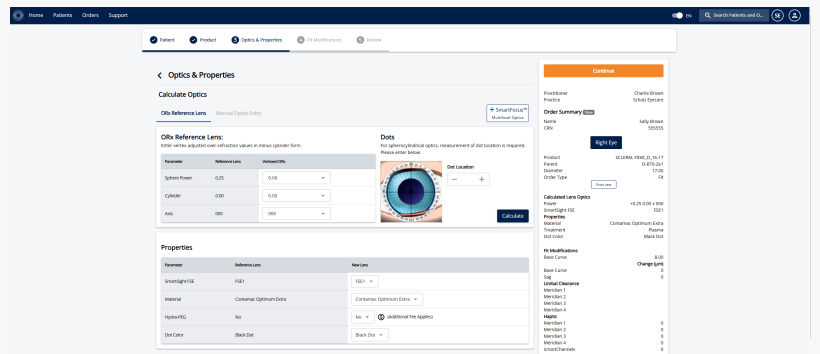 Home Patients Orders Support
EN
Search Patients and O...
SE
Patient Product 3 Optics & Properties 4 Fit Modifications 5 Review
Optics & Properties
Calculate Optics
ORx Reference Lens Manual Optics Entry
+ SmartFocus™
Multifocal Optics
ORx Reference Lens:
Enter vertex adjusted over-refraction values in minus cylinder form
Parameter Reference Lens Vertexed ORx
Sphere Power 0.25 0.00
Cylinder 0.00 0.00
Axis 000 000
Dots
For spherocylindrical optics, measurement of dot location is required.
Please enter below.
Dot Location
− +
Calculate
Properties
Parameter Reference Lens New Lens
SmartSight FSE FSE1 FSE1
Material Contamac Optimum Extra Contamac Optimum Extra
Hydra-PEG No No $ (Additional Fee Applies)
Dot Color Black Dot Black Dot
Continue
Practitioner Charlie Brown
Practice Schulz Eyecare
Order Summary
Name Sally Brown
CRN 555555
Right Eye
Product SCLERAL FIXE_D_16-17
Diameter 17.00
Order Type Fit
Calculated Lens Optics
Power +0.25 0.00 x 000
SmartSight FSE FSE1
Properties
Material Contamac Optimum Extra
Treatment Plasma
Dot Color Black Dot
Fit Modifications
Base Curve 8.00
Change (µm)
Base Curve 0
Sag 0
Limbal Clearance
Meridian 1
Meridian 2
Meridian 3
Meridian 4
Haptic
Meridian 1 0
Meridian 2 0
Meridian 3 0
Meridian 4 0
SmartChannels 0